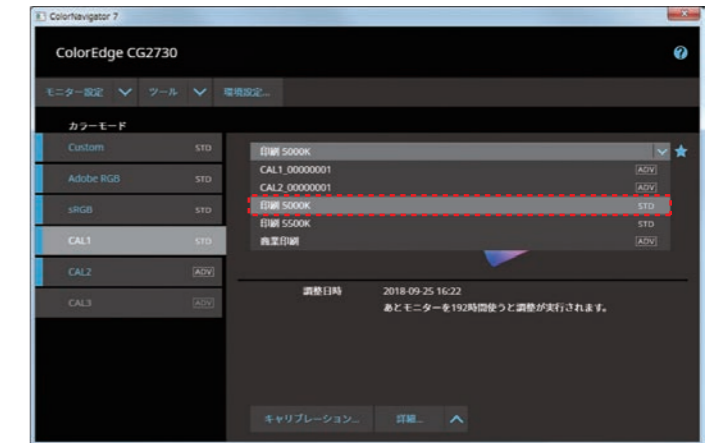 ColorNavigator 7
ColorEdge CG2730
モニター設定 ツール 環境設定...
カラーモード
Custom STD
Adobe RGB STD
sRGB STD
CAL1 STD
CAL2 ADV
CAL3 ADV
印刷 5000K
CAL1_00000001 ADV
CAL2_00000001 ADV
印刷 5000K STD
印刷 5500K STD
商業印刷 ADV
調整日時 2018-09-25 16:22
あとモニターを192時間使うと調整が実行されます。
キャリブレーション... 詳細...